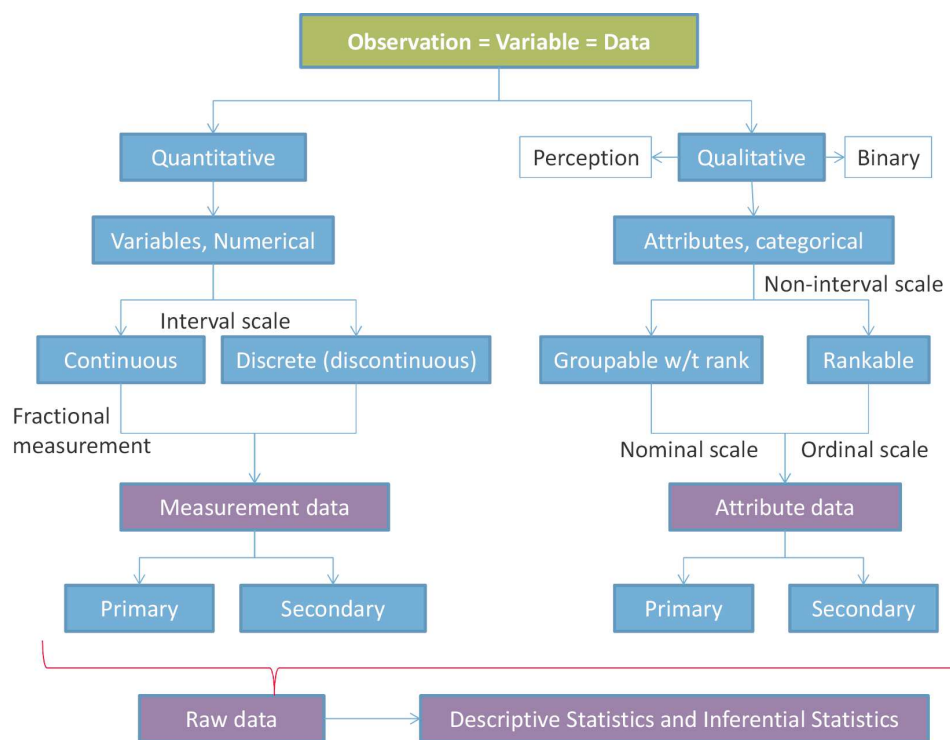 Observation = Variable = Data
Quantitative
Perception
Qualitative
Binary
Variables, Numerical
Attributes, categorical
Non-interval scale
Interval scale
Continuous
Discrete (discontinuous)
Groupable w/t rank
Rankable
Fractional
measurement
Nominal scale
Ordinal scale
Measurement data
Attribute data
Primary
Secondary
Primary
Secondary
Raw data
Descriptive Statistics and Inferential Statistics